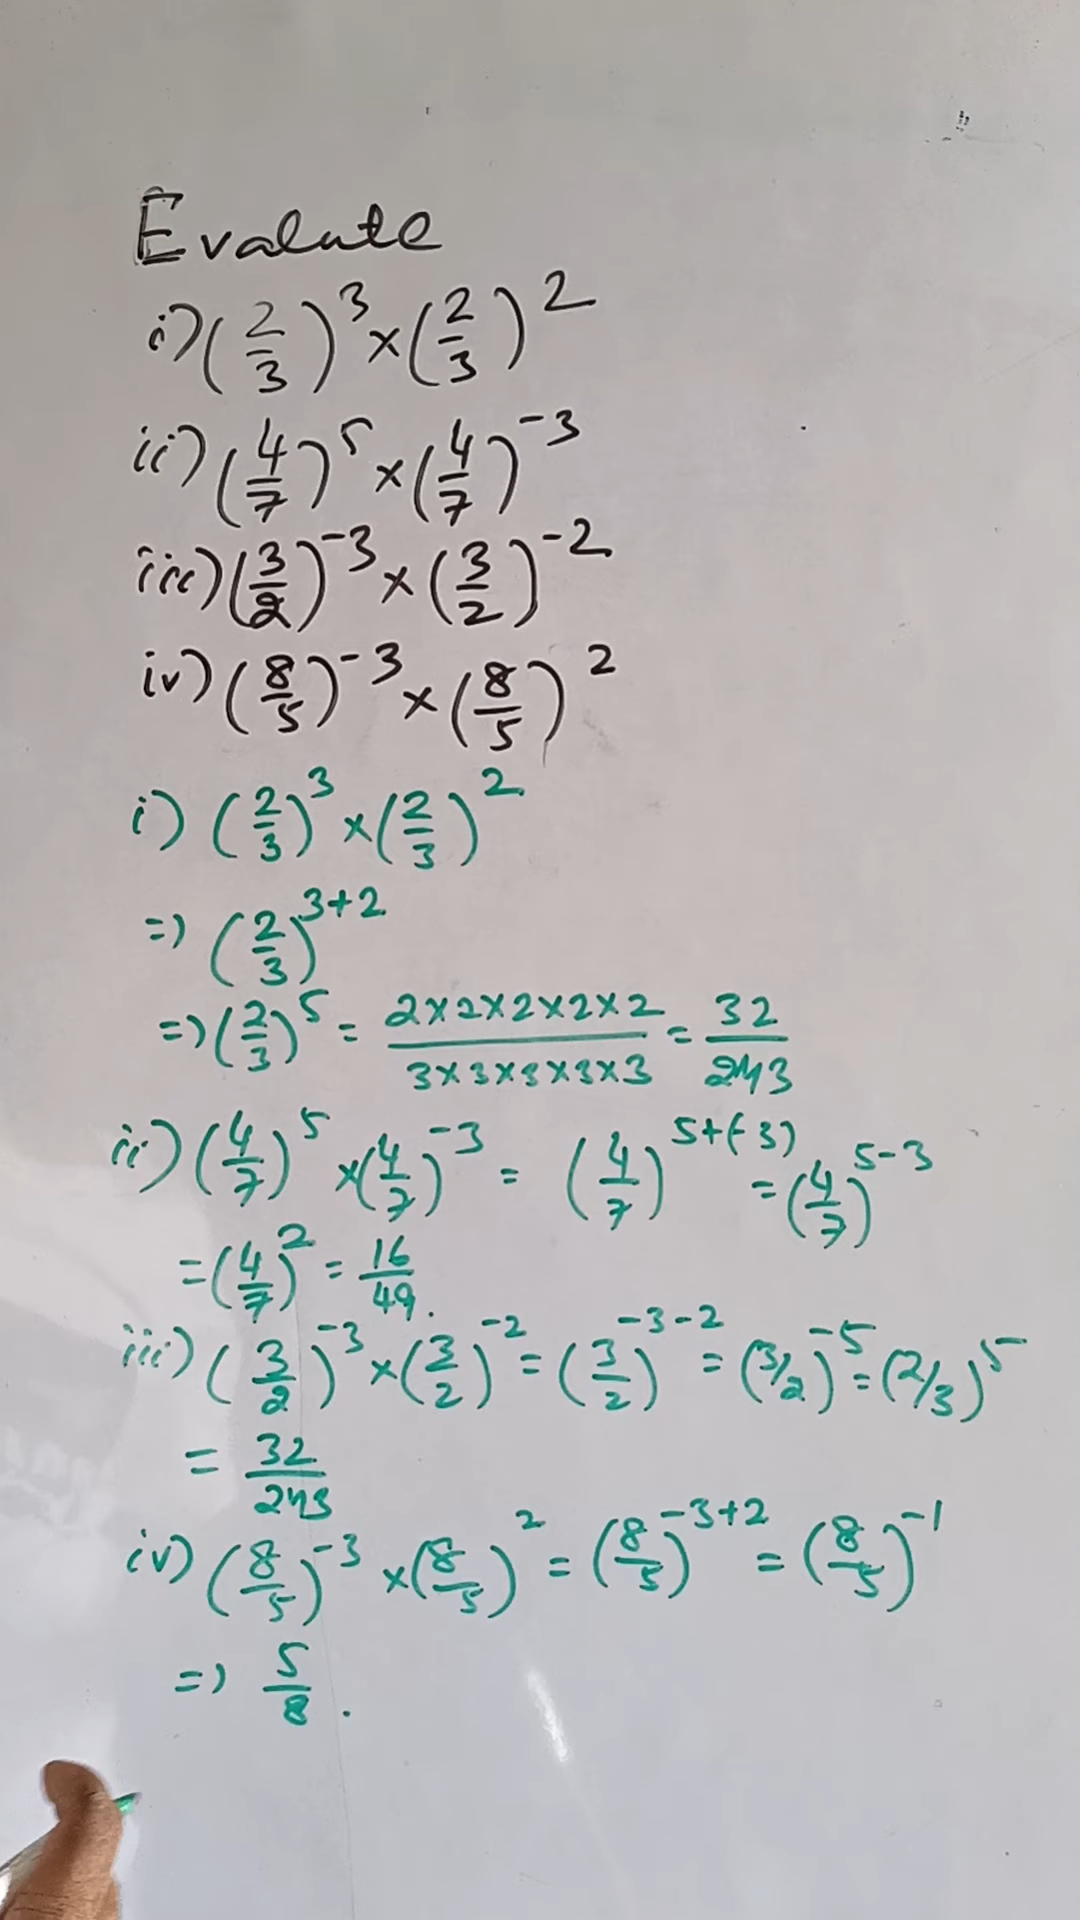 Evalute
i) (2/3)^3 × (2/3)^2
ii) (4/7)^5 × (4/7)^-3
iii) (3/2)^-3 × (3/2)^-2
iv) (8/5)^-3 × (8/5)^2
i) (2/3)^3 × (2/3)^2
=> (2/3)^3+2
=> (2/3)^5 = 2×2×2×2×2/3×3×3×3×3 = 32/243
ii) (4/7)^5 × (4/7)^-3 = (4/7)^5+(-3) = (4/7)^5-3
= (4/7)^2 = 16/49.
iii) (3/2)^-3 × (3/2)^-2 = (3/2)^-3-2 = (3/2)^-5 = (2/3)^5
= 32/243
iv) (8/5)^-3 × (8/5)^2 = (8/5)^-3+2 = (8/5)^-1
=> 5/8.